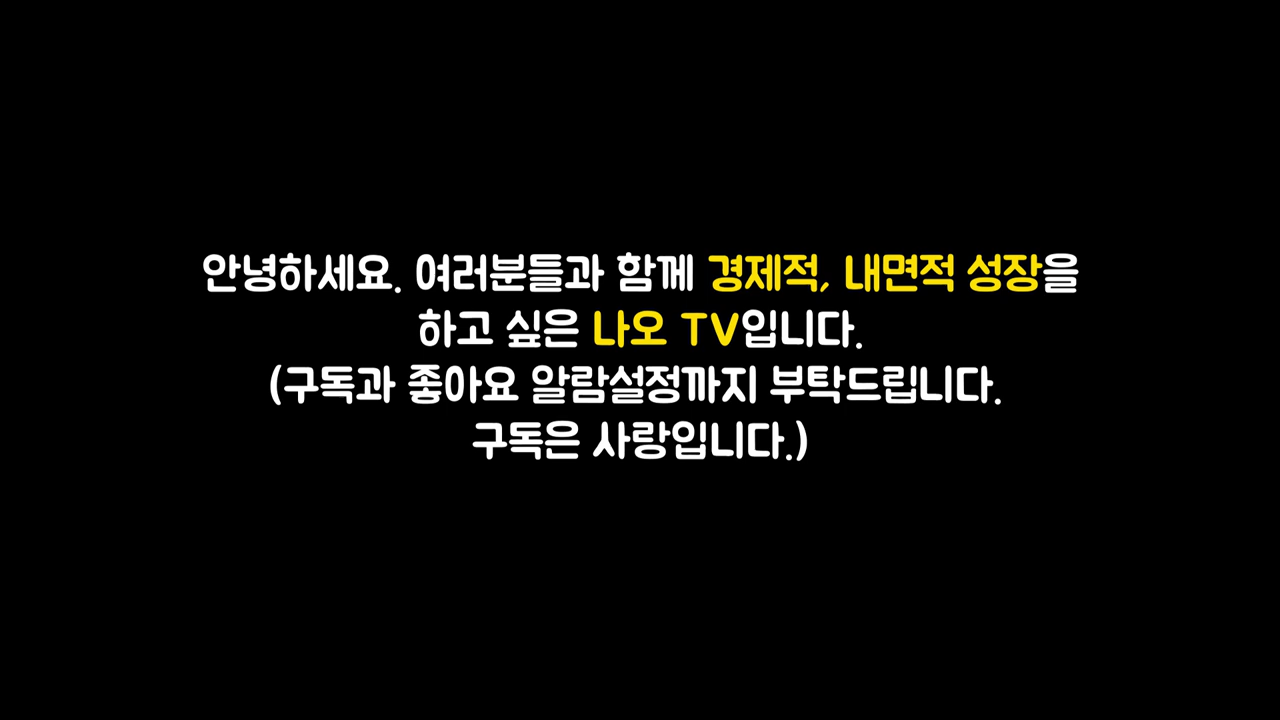 안녕하세요. 여러분들과 함께 경제적, 내면적 성장을
하고 싶은 나오 TV입니다.
(구독과 좋아요 알람설정까지 부탁드립니다.
구독은 사랑입니다.)